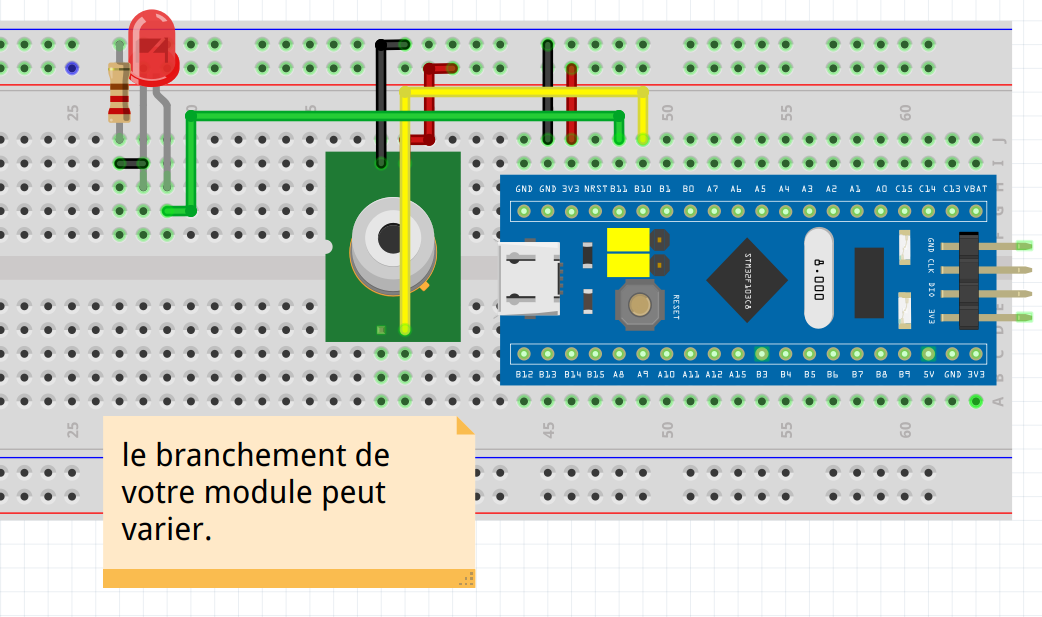 25
50
55
60
J
I
GND GND 3V3 NRST B11 B10 B1 B0 A7 A6 A5 A4 A3 A2 A1 A0 C15 C14 C13 VBAT
GND
CLK
DIO
3V3
STM32F103C8
8.000
RESET
B12 B13 B14 B15 A8 A9 A10 A11 A12 A15 B3 B4 B5 B6 B7 B8 B9 5V GND 3V3
C
B
A
25
45
50
55
60
le branchement de
votre module peut
varier.